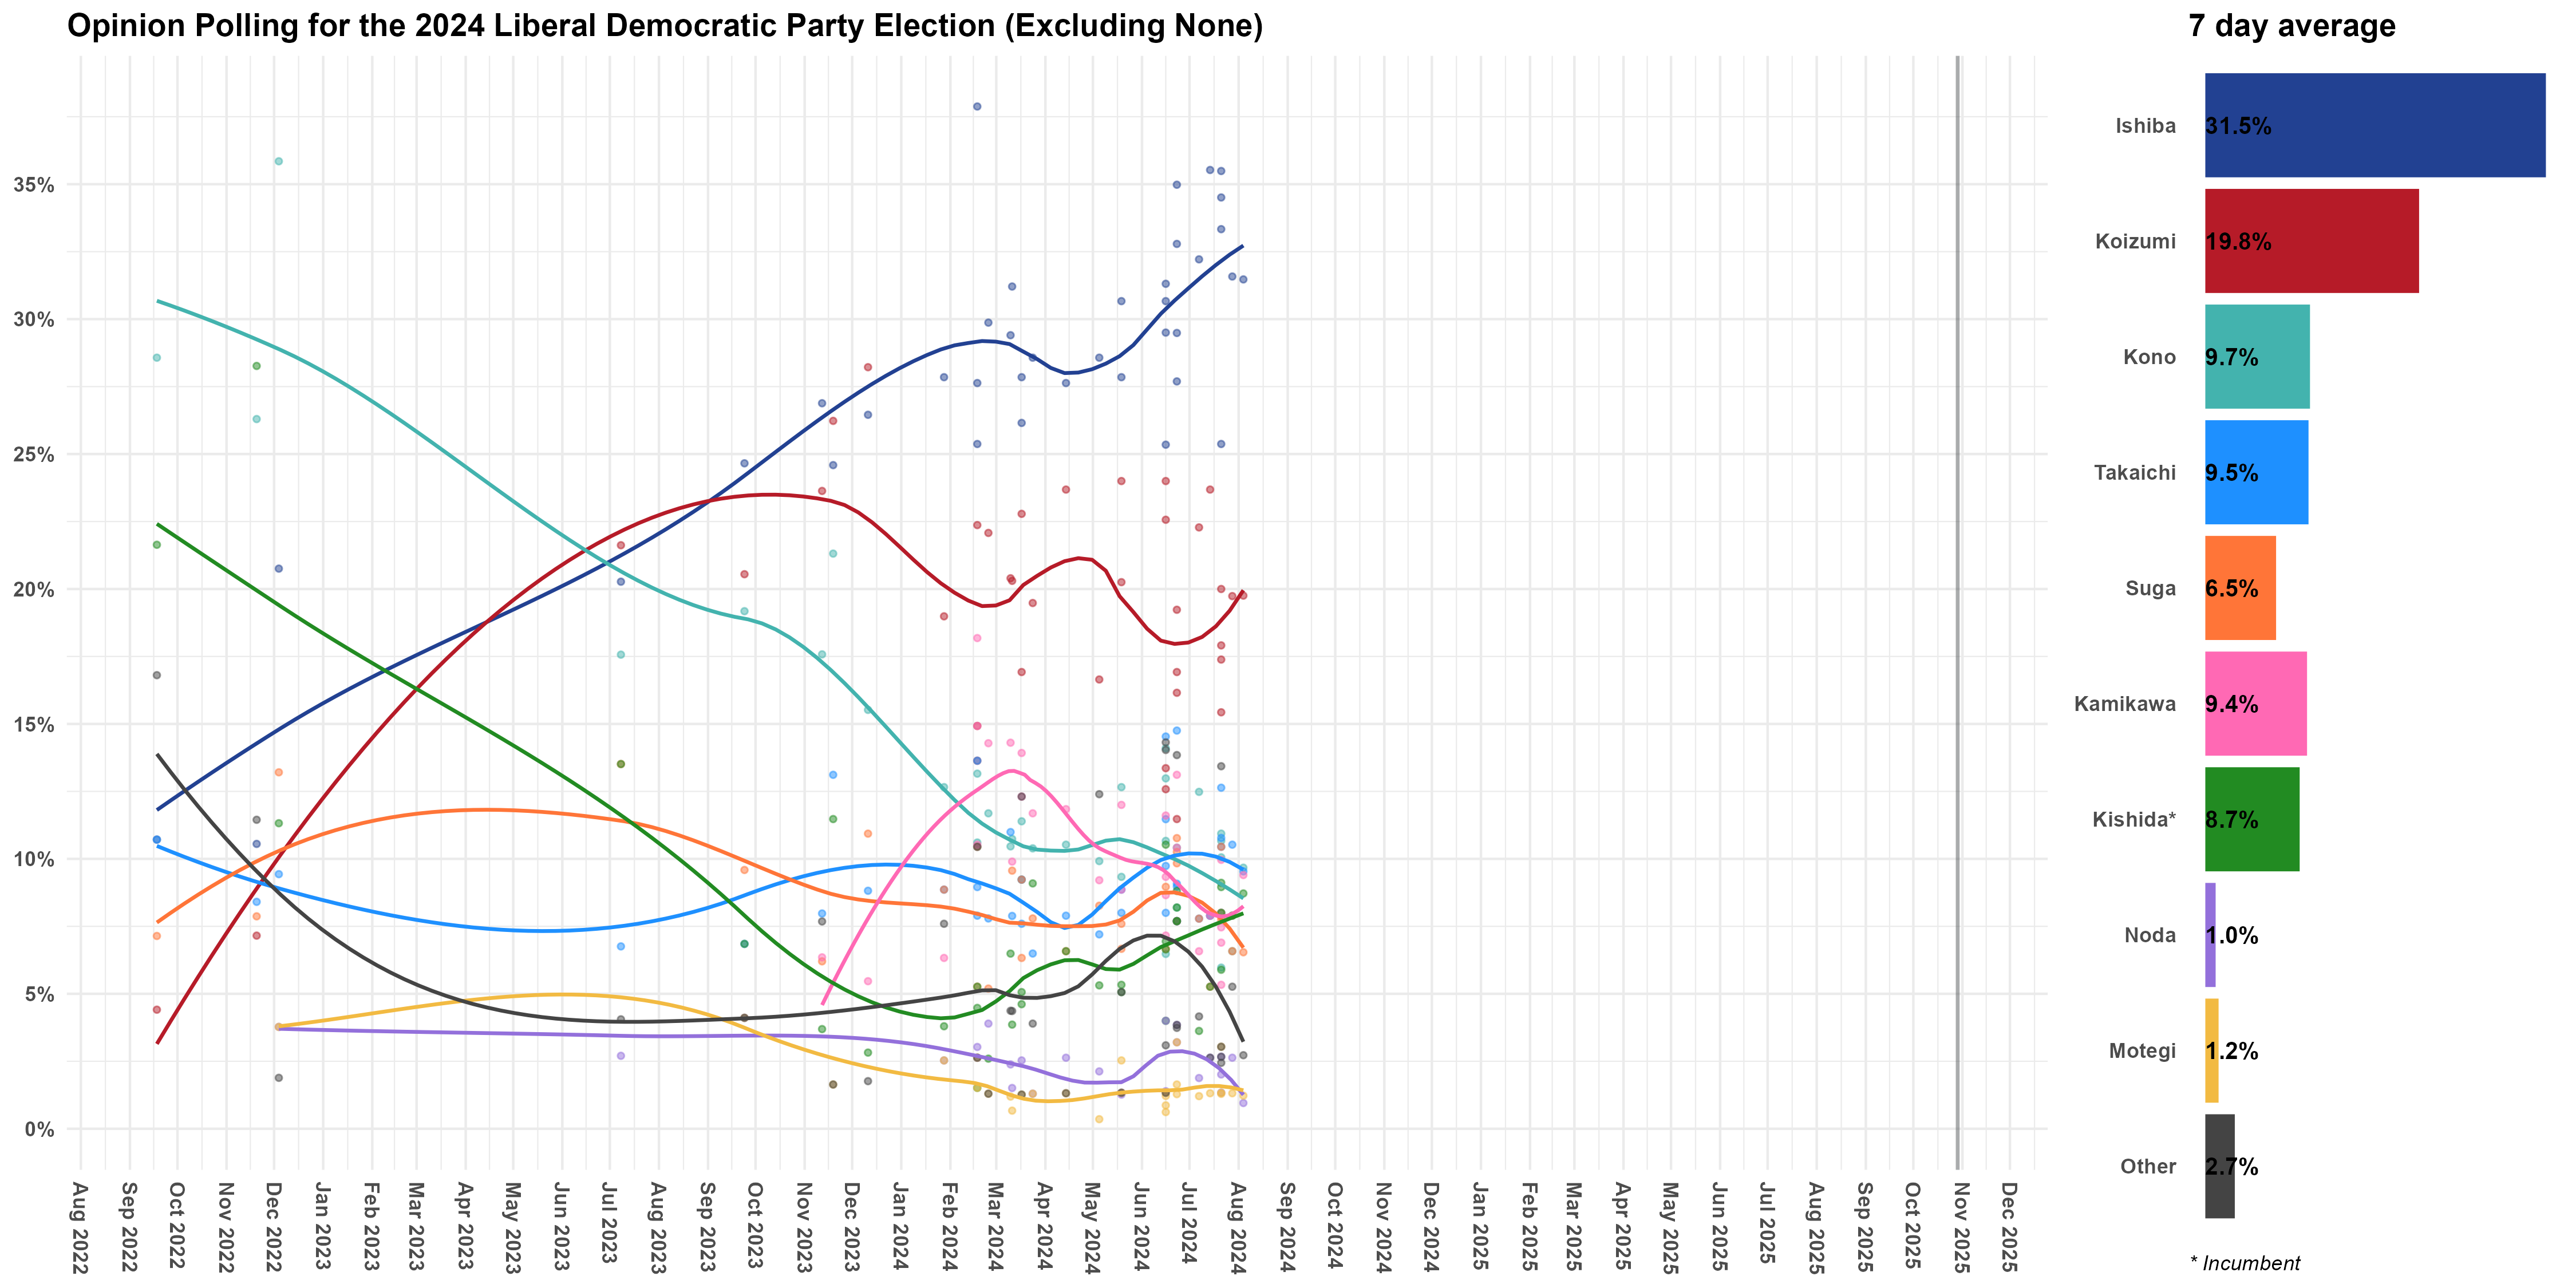 Opinion Polling for the 2024 Liberal Democratic Party Election (Excluding None)
7 day average
35%
30%
25%
20%
15%
10%
5%
0%
Aug 2022
Sep 2022
Oct 2022
Nov 2022
Dec 2022
Jan 2023
Feb 2023
Mar 2023
Apr 2023
May 2023
Jun 2023
Jul 2023
Aug 2023
Sep 2023
Oct 2023
Nov 2023
Dec 2023
Jan 2024
Feb 2024
Mar 2024
Apr 2024
May 2024
Jun 2024
Jul 2024
Aug 2024
Sep 2024
Oct 2024
Nov 2024
Dec 2024
Jan 2025
Feb 2025
Mar 2025
Apr 2025
May 2025
Jun 2025
Jul 2025
Aug 2025
Sep 2025
Oct 2025
Nov 2025
Dec 2025
Ishiba 31.5%
Koizumi 19.8%
Kono 9.7%
Takaichi 9.5%
Suga 6.5%
Kamikawa 9.4%
Kishida* 8.7%
Noda 1.0%
Motegi 1.2%
Other 2.7%
* Incumbent